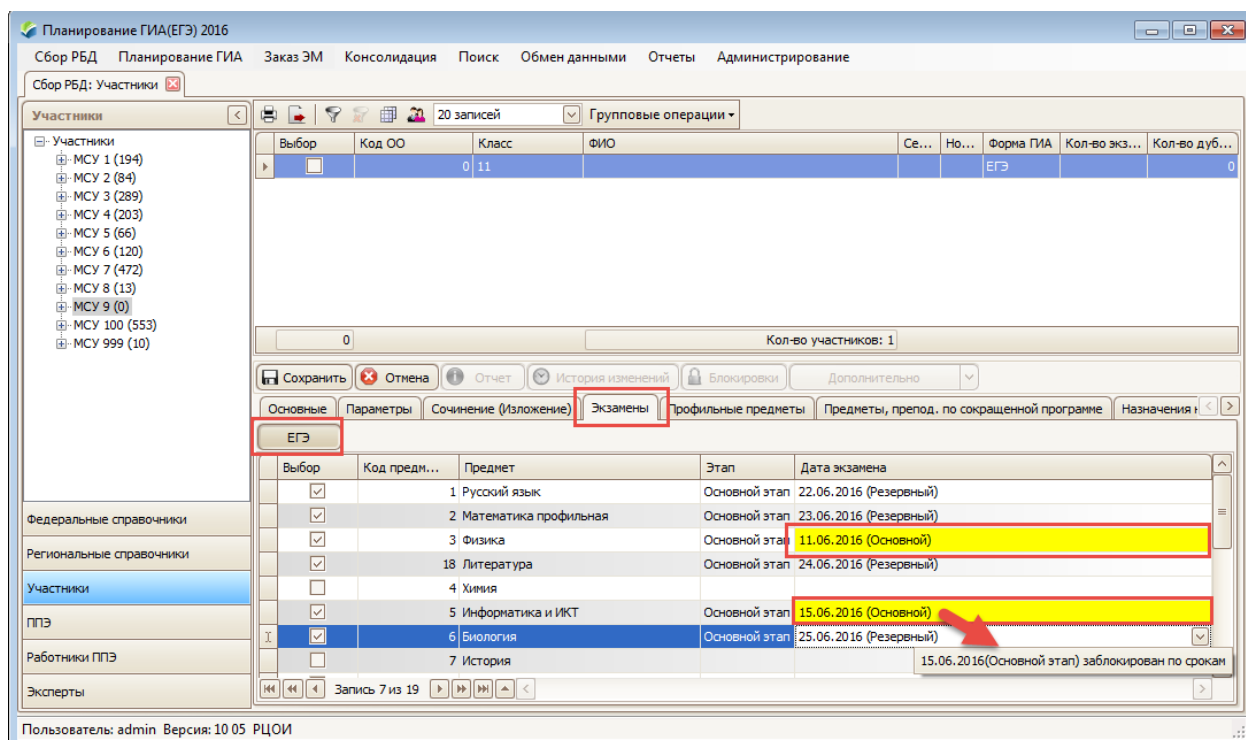 Планирование ГИА(ЕГЭ) 2016
Сбор РБД Планирование ГИА Заказ ЭМ Консолидация Поиск Обмен данными Отчеты Администрирование
Сбор РБД: Участники
Участники
20 записей Групповые операции
Участники
МСУ 1 (194)
МСУ 2 (84)
МСУ 3 (289)
МСУ 4 (203)
МСУ 5 (66)
МСУ 6 (120)
МСУ 7 (472)
МСУ 8 (13)
МСУ 9 (0)
МСУ 100 (553)
МСУ 999 (10)
Федеральные справочники
Региональные справочники
Участники
ППЭ
Работники ППЭ
Эксперты
Выбор Код ОО Класс ФИО Се... Но... Форма ГИА Кол-во экз... Кол-во дуб...
0 11 ЕГЭ 0
0 Кол-во участников: 1
Сохранить Отмена Отчет История изменений Блокировки Дополнительно
Основные Параметры Сочинение (Изложение) Экзамены Профильные предметы Предметы, препод. по сокращенной программе Назначения
ЕГЭ
Выбор Код предм... Предмет Этап Дата экзамена
1 Русский язык Основной этап 22.06.2016 (Резервный)
2 Математика профильная Основной этап 23.06.2016 (Резервный)
3 Физика Основной этап 11.06.2016 (Основной)
18 Литература Основной этап 24.06.2016 (Резервный)
4 Химия
5 Информатика и ИКТ Основной этап 15.06.2016 (Основной)
6 Биология Основной этап 25.06.2016 (Резервный)
7 История 15.06.2016(Основной этап) заблокирован по срокам
Запись 7 из 19
Пользователь: admin Версия: 10 05 РЦОИ